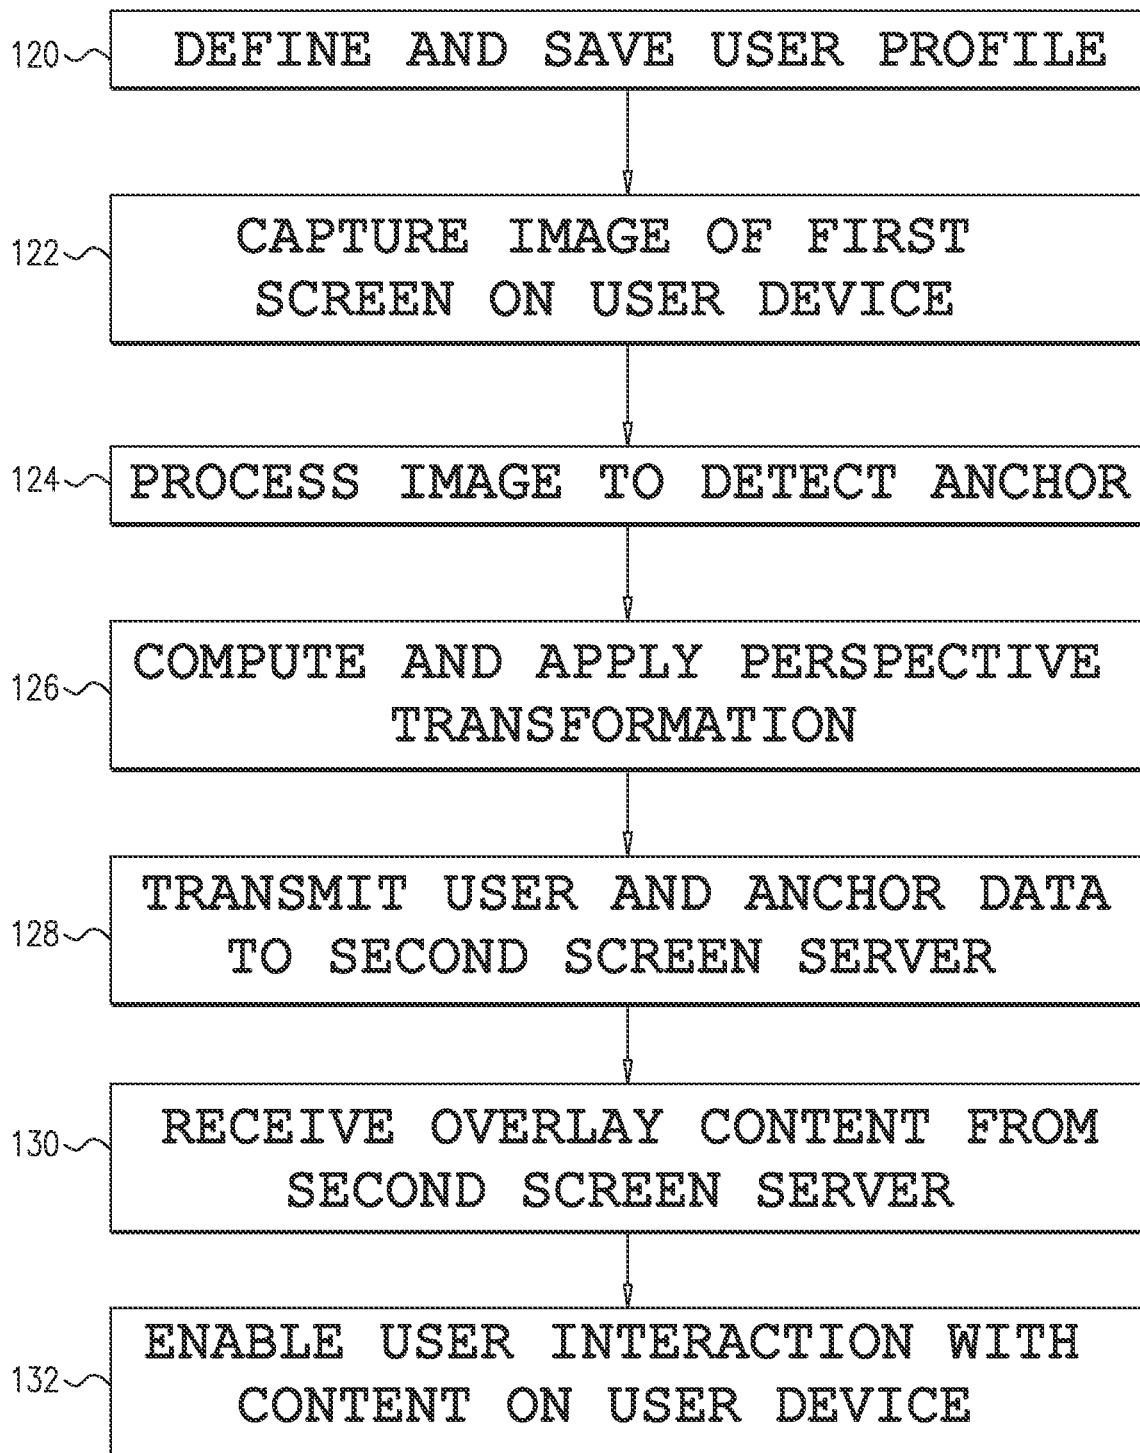 120
DEFINE AND SAVE USER PROFILE
122
CAPTURE IMAGE OF FIRST
SCREEN ON USER DEVICE
124
PROCESS IMAGE TO DETECT ANCHOR
126
COMPUTE AND APPLY PERSPECTIVE
TRANSFORMATION
128
TRANSMIT USER AND ANCHOR DATA
TO SECOND SCREEN SERVER
130
RECEIVE OVERLAY CONTENT FROM
SECOND SCREEN SERVER
132
ENABLE USER INTERACTION WITH
CONTENT ON USER DEVICE